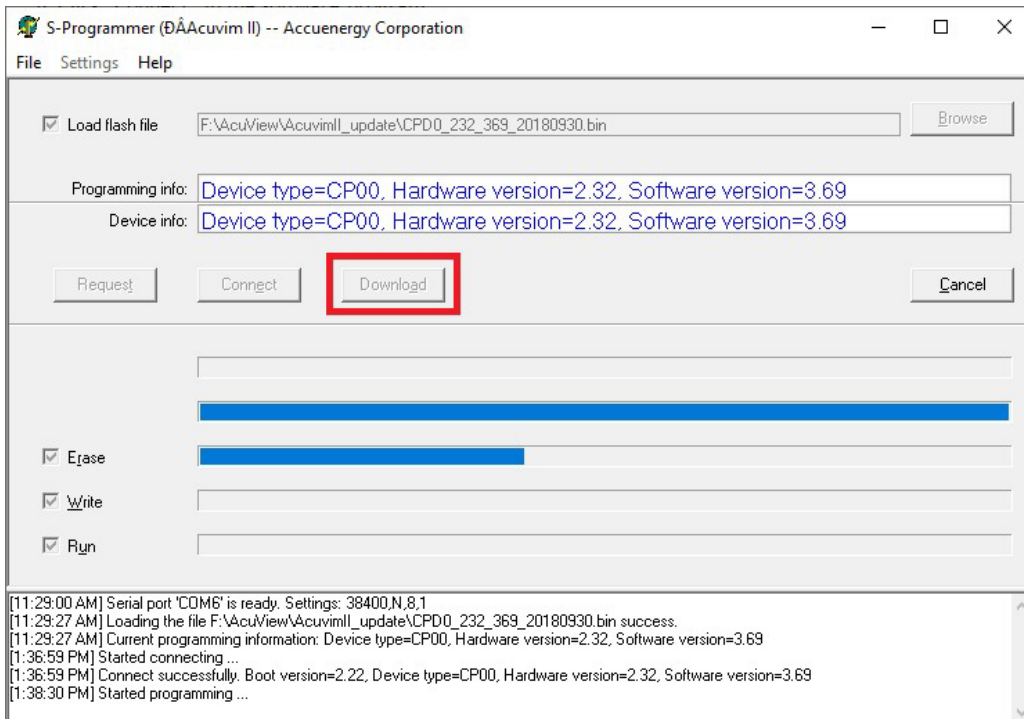 S-Programmer (ÐÂAcuvim II) -- Accuenergy Corporation
File Settings Help
Load flash file F:\AcuView\AcuvimII_update\CPD0_232_369_20180930.bin Browse
Programming info: Device type=CP00, Hardware version=2.32, Software version=3.69
Device info: Device type=CP00, Hardware version=2.32, Software version=3.69
Request Connect Download Cancel
Erase
Write
Run
[11:29:00 AM] Serial port 'COM6' is ready. Settings: 38400,N,8,1
[11:29:27 AM] Loading the file F:\AcuView\AcuvimII_update\CPD0_232_369_20180930.bin success.
[11:29:27 AM] Current programming information: Device type=CP00, Hardware version=2.32, Software version=3.69
[1:36:59 PM] Started connecting ...
[1:36:59 PM] Connect successfully. Boot version=2.22, Device type=CP00, Hardware version=2.32, Software version=3.69
[1:38:30 PM] Started programming ...